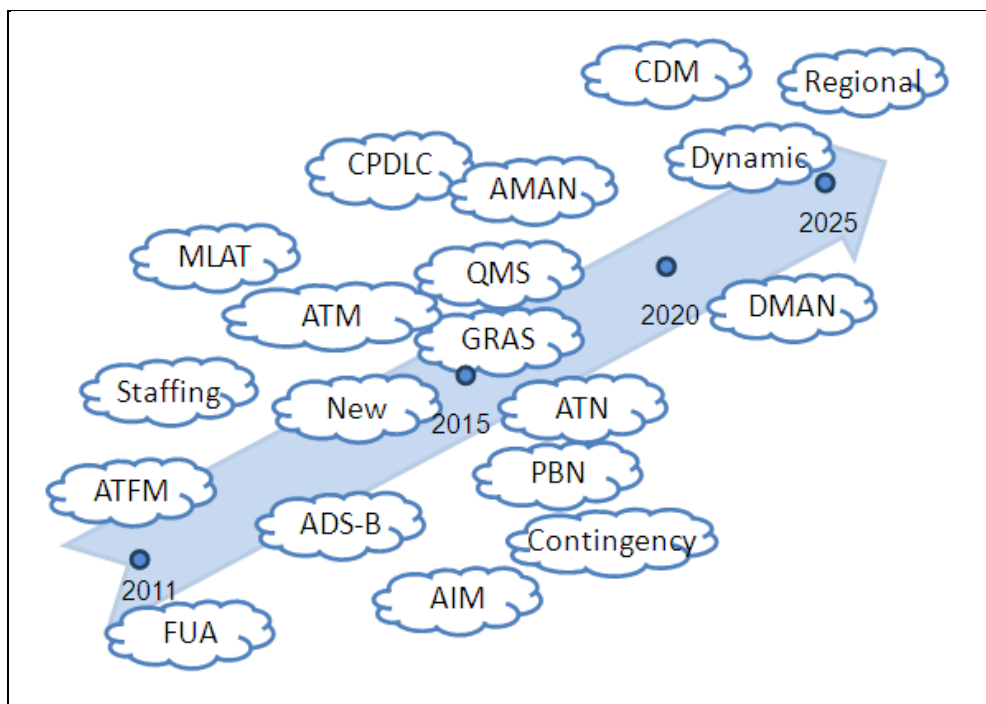 CDM
Regional
CPDLC
Dynamic
AMAN
2025
MLAT
QMS
ATM
2020
DMAN
GRAS
Staffing
New
2015
ATN
PBN
ATFM
ADS-B
Contingency
2011
AIM
FUA